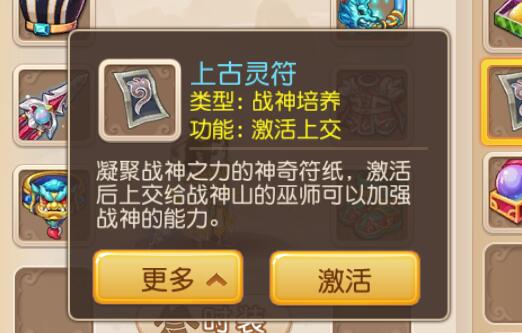 上古灵符
类型: 战神培养
功能: 激活上交
凝聚战神之力的神奇符纸，激活
后上交给战神山的巫师可以加强
战神的能力。
更多
激活
时装